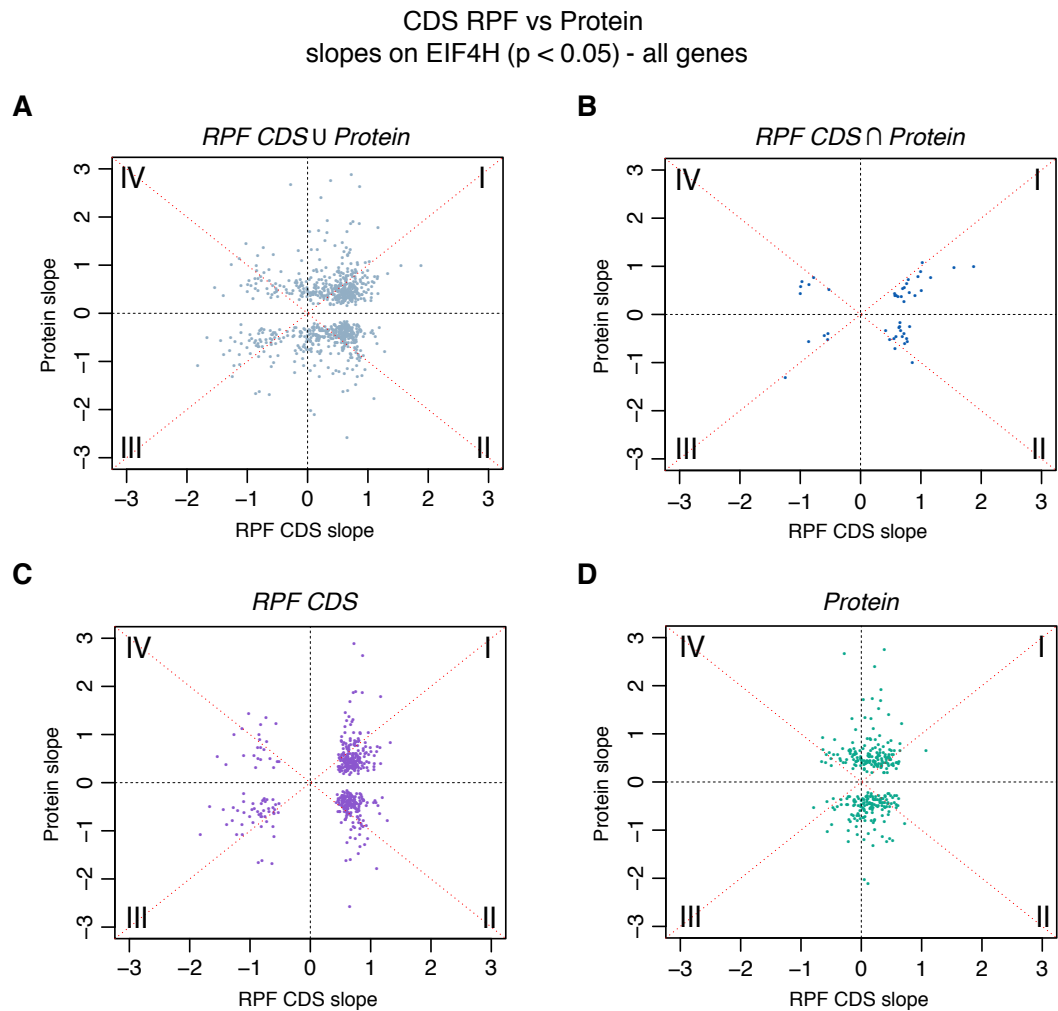 CDS RPF vs Protein
slopes on EIF4H (p < 0.05) - all genes
A
RPF CDS ∪ Protein
IV
I
III
II
3
2
1
0
−1
−2
−3
Protein slope
−3 −2 −1 0 1 2 3
RPF CDS slope
B
RPF CDS ∩ Protein
IV
I
III
II
3
2
1
0
−1
−2
−3
Protein slope
−3 −2 −1 0 1 2 3
RPF CDS slope
C
RPF CDS
IV
I
III
II
3
2
1
0
−1
−2
−3
Protein slope
−3 −2 −1 0 1 2 3
RPF CDS slope
D
Protein
IV
I
III
II
3
2
1
0
−1
−2
−3
Protein slope
−3 −2 −1 0 1 2 3
RPF CDS slope